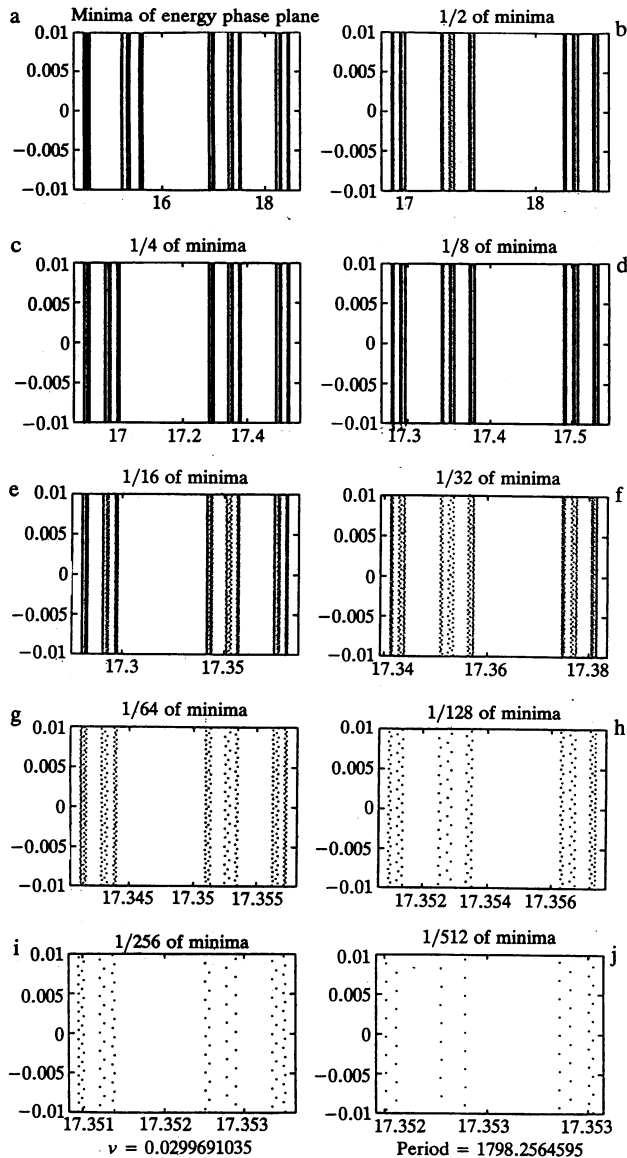 a Minima of energy phase plane
0.01
0.005
0
−0.005
−0.01
16 18
1/2 of minima b
0.01
0.005
0
−0.005
−0.01
17 18
c 1/4 of minima
0.01
0.005
0
−0.005
−0.01
17 17.2 17.4
1/8 of minima d
0.01
0.005
0
−0.005
−0.01
17.3 17.4 17.5
e 1/16 of minima
0.01
0.005
0
−0.005
−0.01
17.3 17.35
1/32 of minima f
0.01
0.005
0
−0.005
−0.01
17.34 17.36 17.38
g 1/64 of minima
0.01
0.005
0
−0.005
−0.01
17.345 17.35 17.355
1/128 of minima h
0.01
0.005
0
−0.005
−0.01
17.352 17.354 17.356
i 1/256 of minima
0.01
0.005
0
−0.005
−0.01
17.351 17.352 17.353
ν = 0.0299691035
1/512 of minima j
0.01
0.005
0
−0.005
−0.01
17.352 17.353 17.353
Period = 1798.2564595